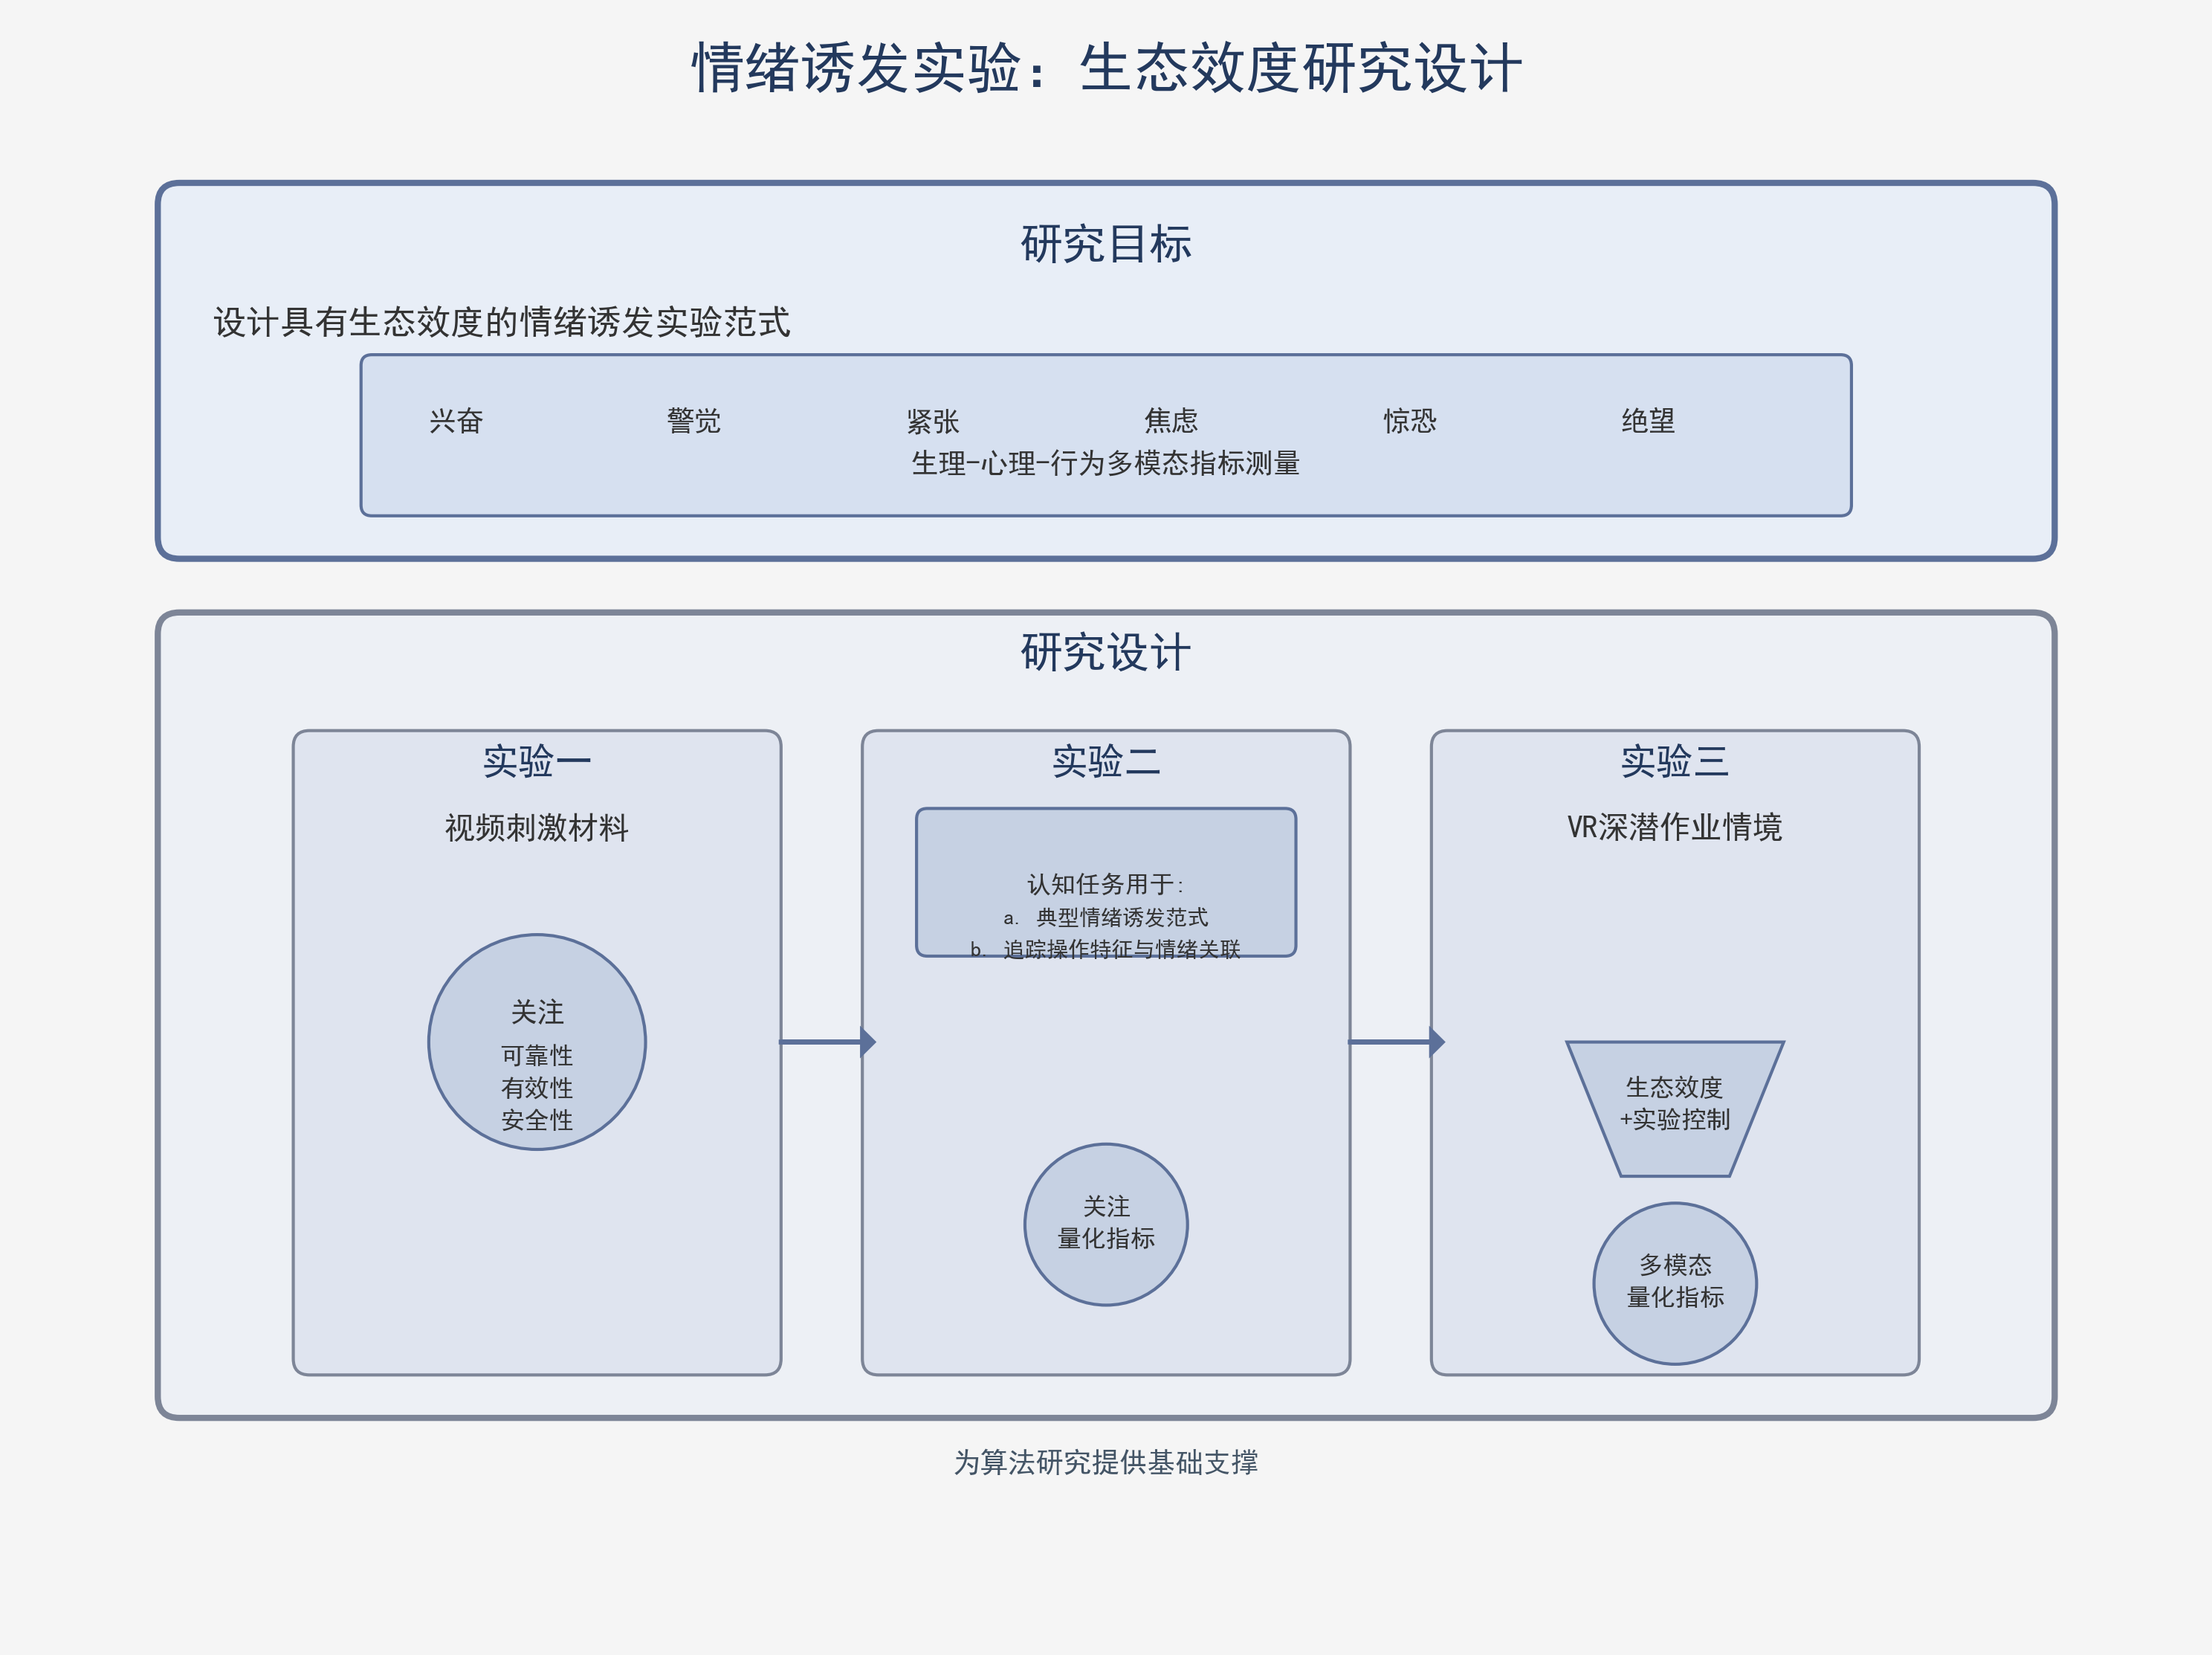 情绪诱发实验：生态效度研究设计
研究目标
设计具有生态效度的情绪诱发实验范式
兴奋 警觉 紧张 焦虑 惊恐 绝望
生理-心理-行为多模态指标测量
研究设计
实验一
视频刺激材料
关注
可靠性
有效性
安全性
实验二
认知任务用于:
a. 典型情绪诱发范式
b. 追踪操作特征与情绪关联
关注
量化指标
实验三
VR深潜作业情境
生态效度
+实验控制
多模态
量化指标
为算法研究提供基础支撑